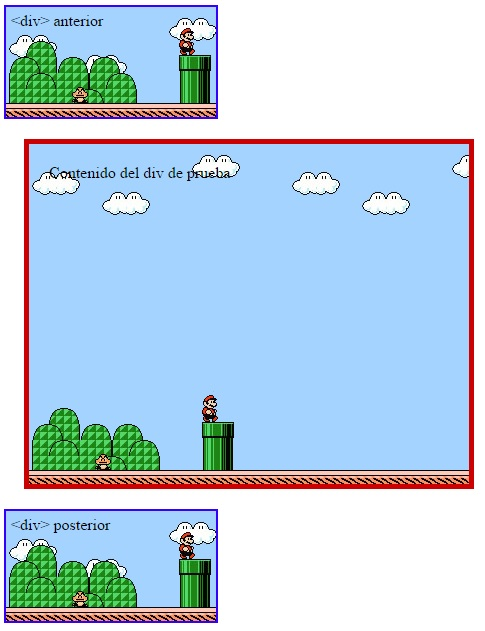 <div> anterior
Contenido del div de prueba
<div> posterior